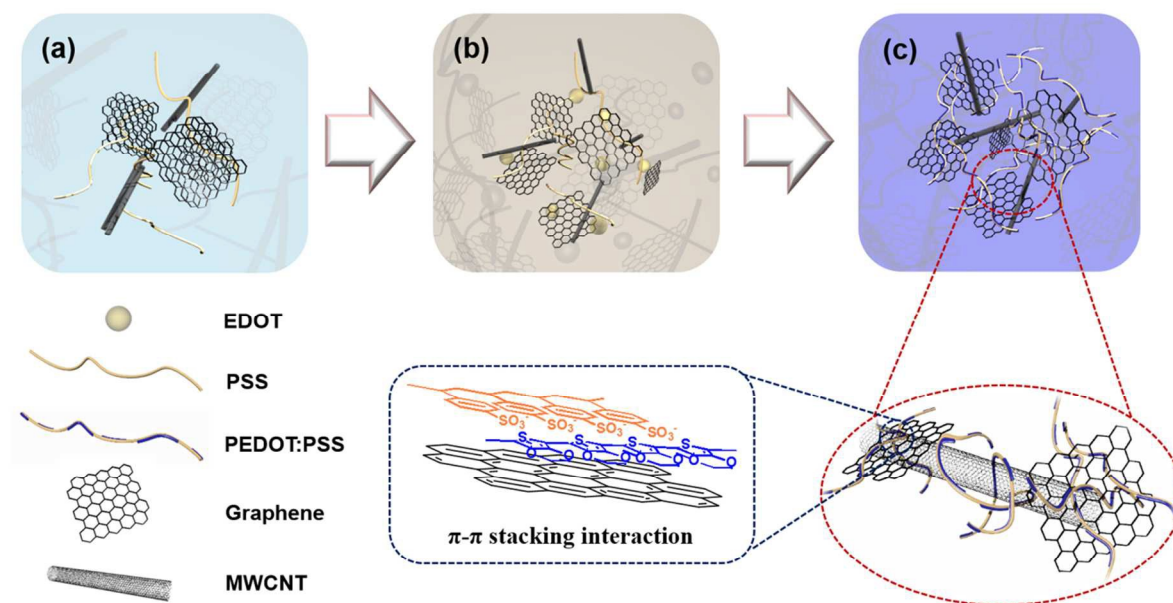 (a)
(b)
(c)
EDOT
PSS
PEDOT:PSS
Graphene
MWCNT
SO₃⁻ SO₃⁻ SO₃⁻ SO₃⁻
S S S S
O O O O
π-π stacking interaction